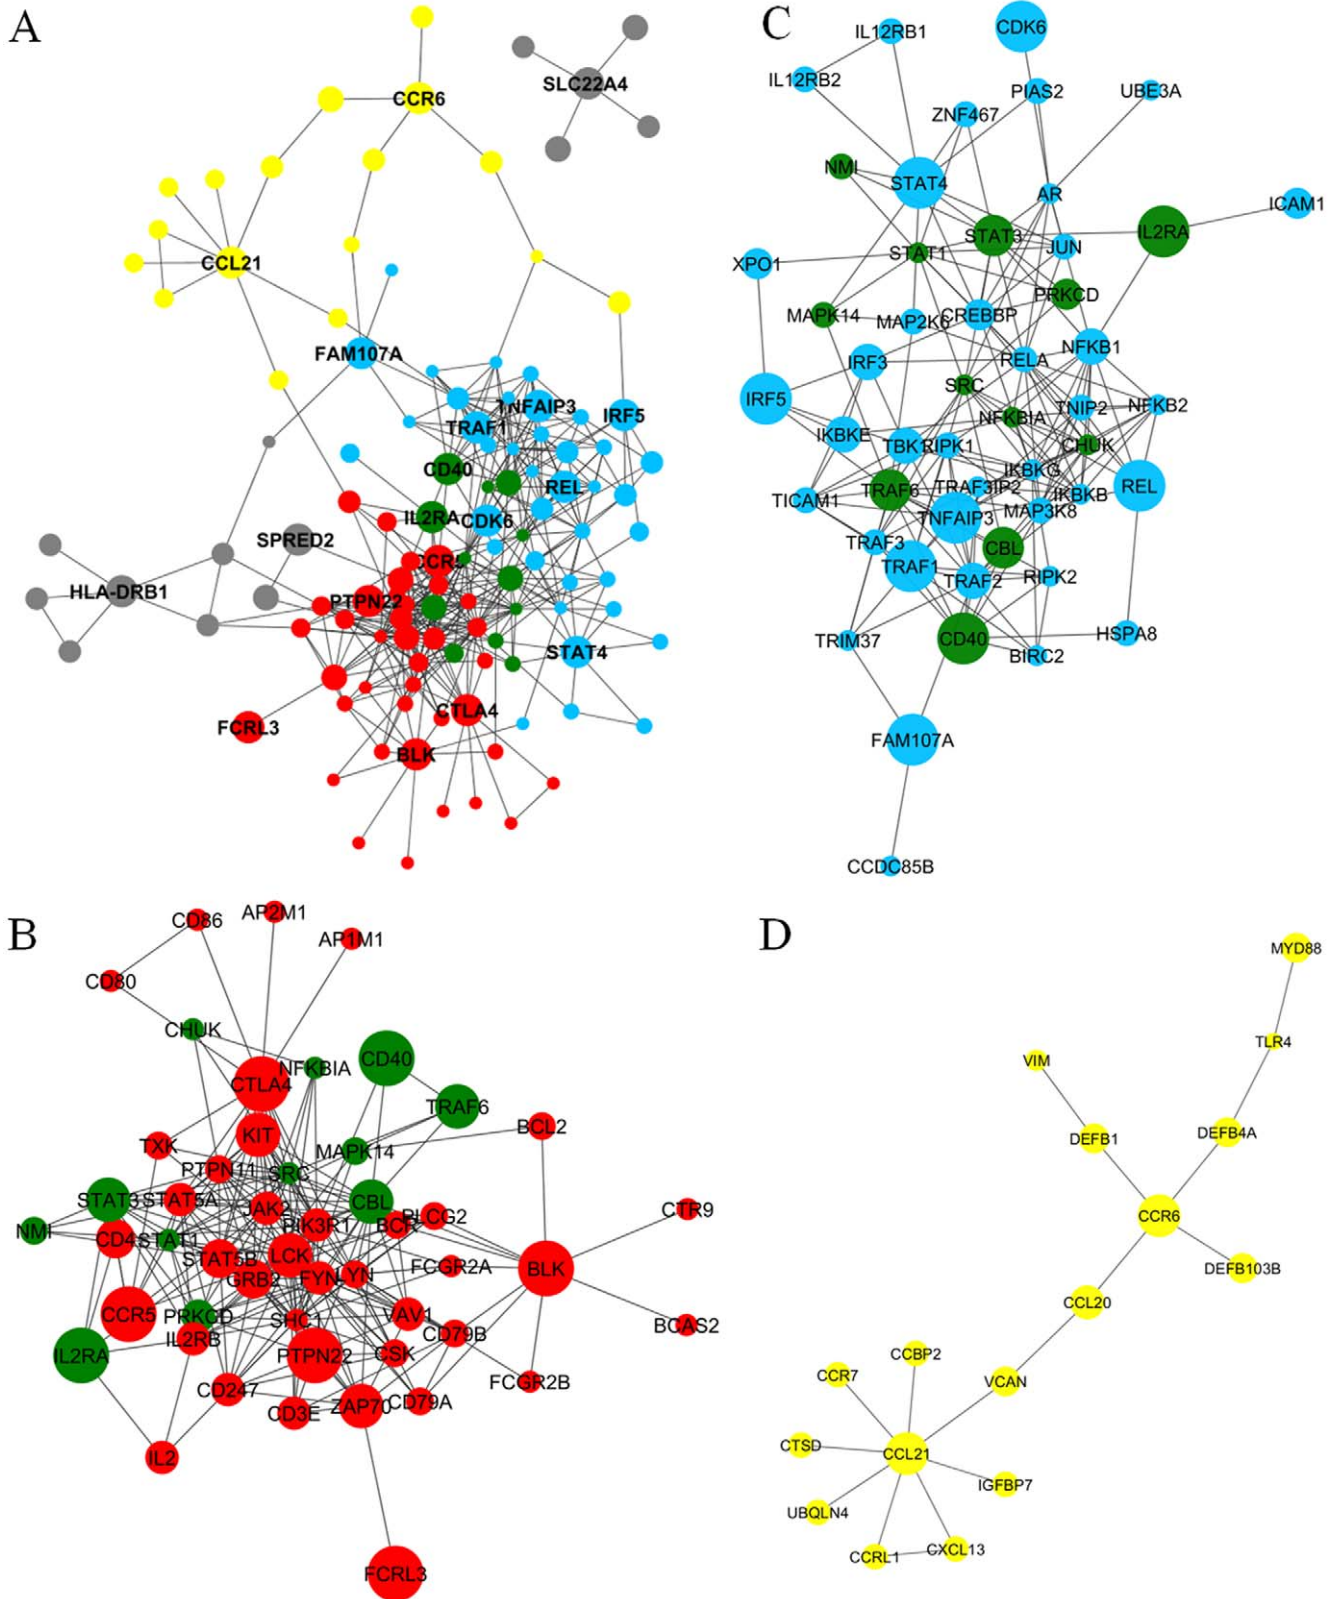 A
CCR6
SLC22A4
CCL21
FAM107A
TNFAIP3
TRAF1
IRF5
CD40
REL
IL2RA
CDK6
SPRED2
CCR5
HLA-DRB1
PTPN22
STAT4
FCRL3
CTLA4
BLK
C
CDK6
IL12RB1
IL12RB2
PIAS2
UBE3A
ZNF467
NMI
STAT4
AR
ICAM1
STAT3
IL2RA
STAT1
JUN
XPO1
PRKCD
MAPK14
MAP2K6
CREBBP
IRF3
RELA
NFKB1
SRC
IRF5
NFKBIA
TNIP2
NFKB2
IKBKE
TBK1
RIPK1
CHUK
IKBKG
TRAF6
TRAF3IP2
IKBKB
REL
TICAM1
TNFAIP3
MAP3K8
TRAF3
CBL
TRAF1
TRAF2
RIPK2
TRIM37
CD40
HSPA8
BIRC2
FAM107A
CCDC85B
B
CD86
AP2M1
AP1M1
CD80
CHUK
NFKBIA
CD40
CTLA4
TRAF6
KIT
BCL2
TXK
MAPK14
PTPN11
SRC
STAT3
STAT5A
CBL
JAK2
PIK3R1
BCR
PLCG2
CTR9
NMI
CD4
STAT1
STAT5B
LCK
FCGR2A
BLK
GRB2
FYN
LYN
CCR5
PRKCD
SHC1
VAV1
BCAS2
IL2RB
CD79B
IL2RA
PTPN22
CSK
FCGR2B
CD247
CD3E
ZAP70
CD79A
IL2
FCRL3
D
MYD88
TLR4
VIM
DEFB1
DEFB4A
CCR6
DEFB103B
CCL20
CCBP2
CCR7
VCAN
CTSD
CCL21
IGFBP7
UBQLN4
CCRL1
CXCL13